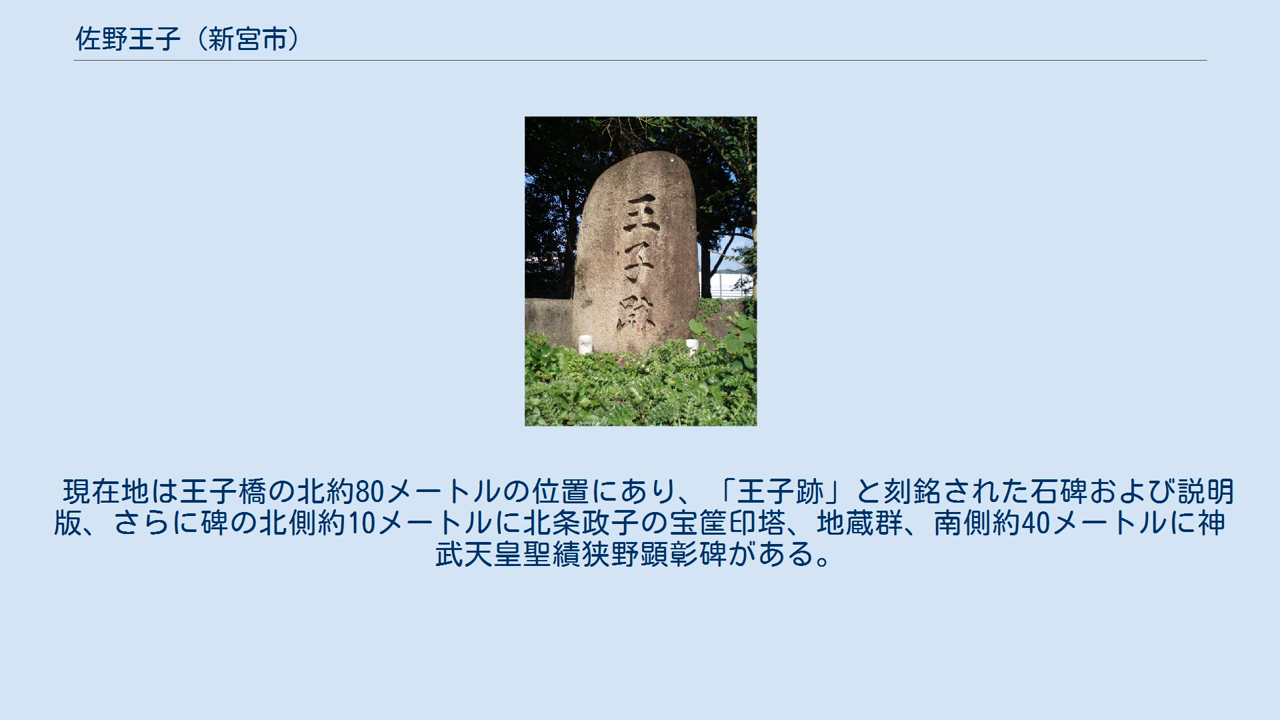 佐野王子（新宮市）
王子跡
現在地は王子橋の北約80メートルの位置にあり、「王子跡」と刻銘された石碑および説明
版、さらに碑の北側約10メートルに北条政子の宝筐印塔、地蔵群、南側約40メートルに神
武天皇聖績狭野顕彰碑がある。